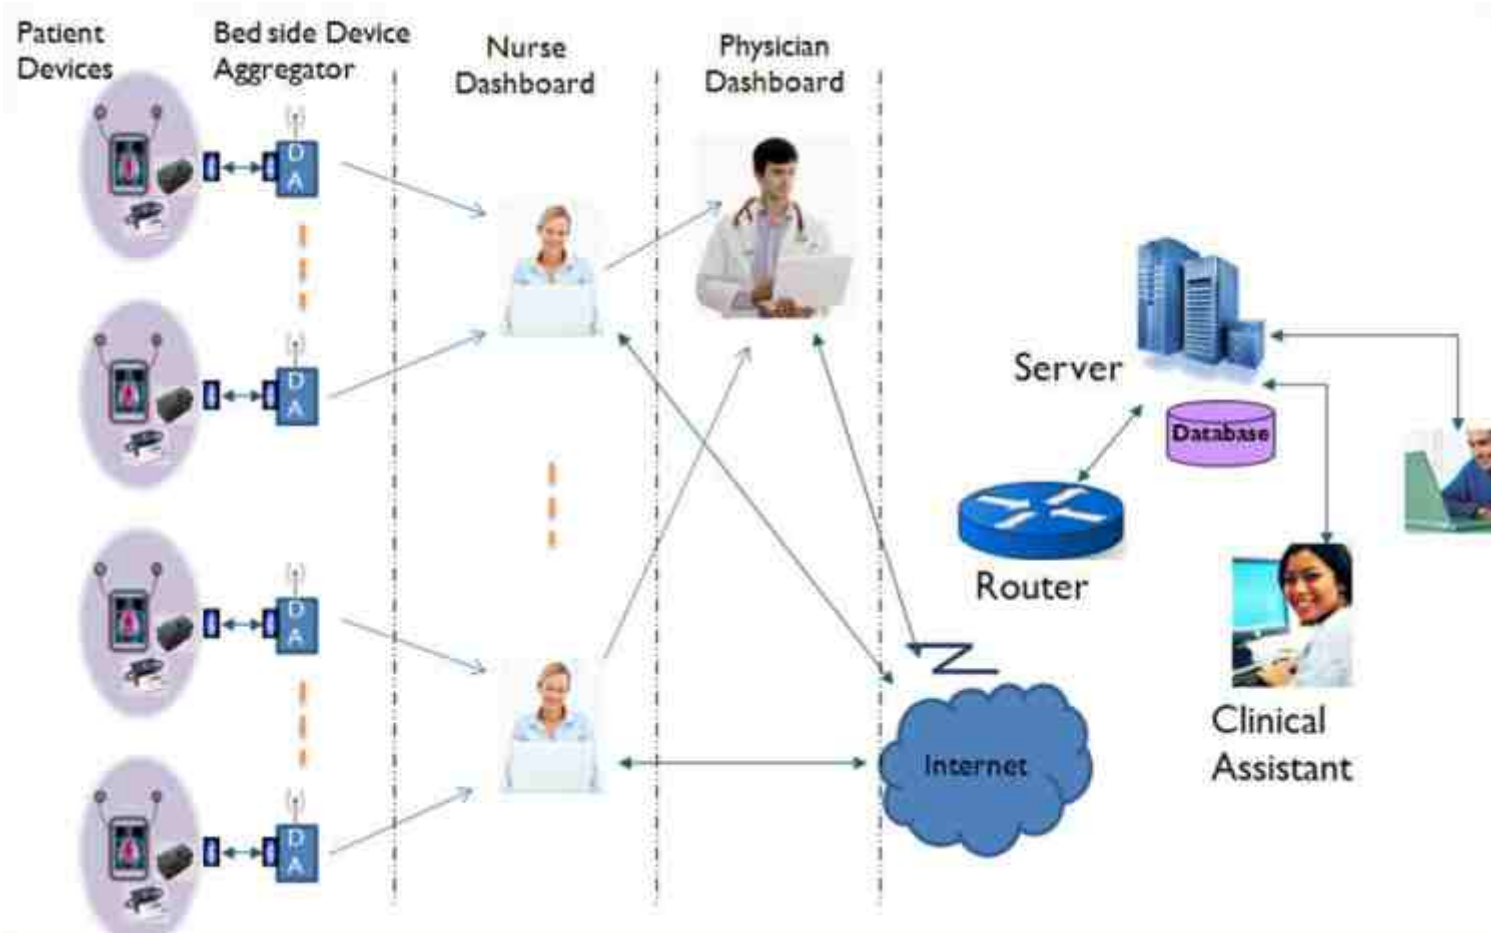 Patient
Devices
Bed side Device
Aggregator
Nurse
Dashboard
Physician
Dashboard
D
A
D
A
D
A
D
A
Server
Database
Router
Clinical
Assistant
Internet